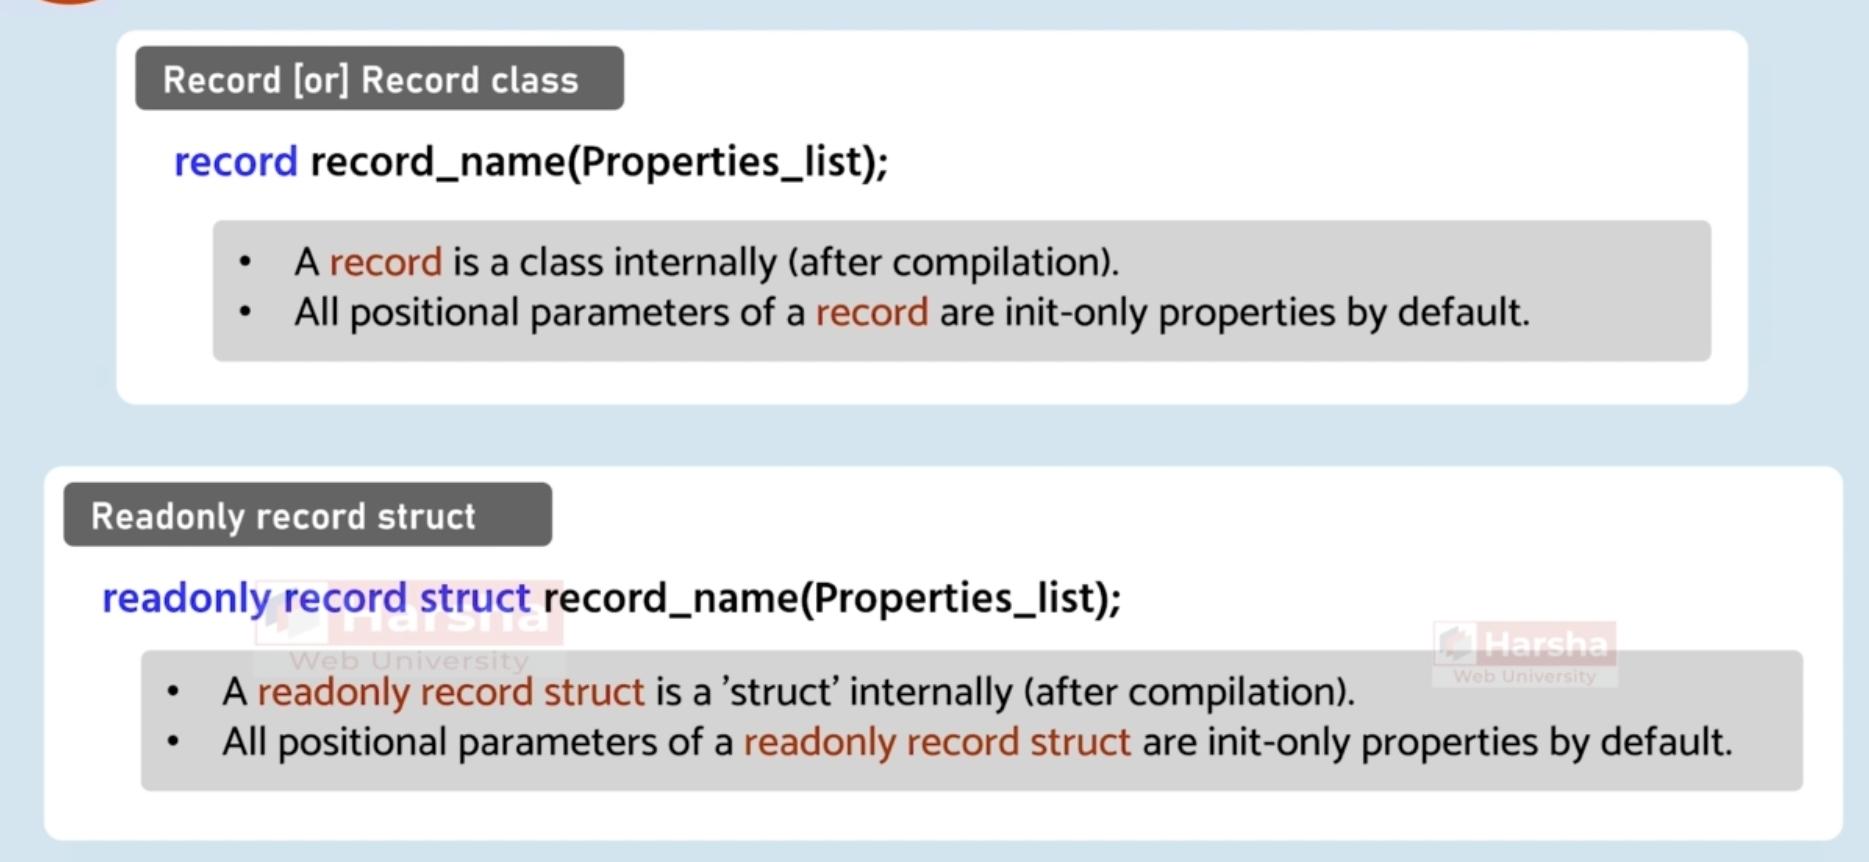 Record [or] Record class
record record_name(Properties_list);
• A record is a class internally (after compilation).
• All positional parameters of a record are init-only properties by default.
Readonly record struct
readonly record struct record_name(Properties_list);
Harsha
Web University
Harsha
Web University
• A readonly record struct is a 'struct' internally (after compilation).
• All positional parameters of a readonly record struct are init-only properties by default.